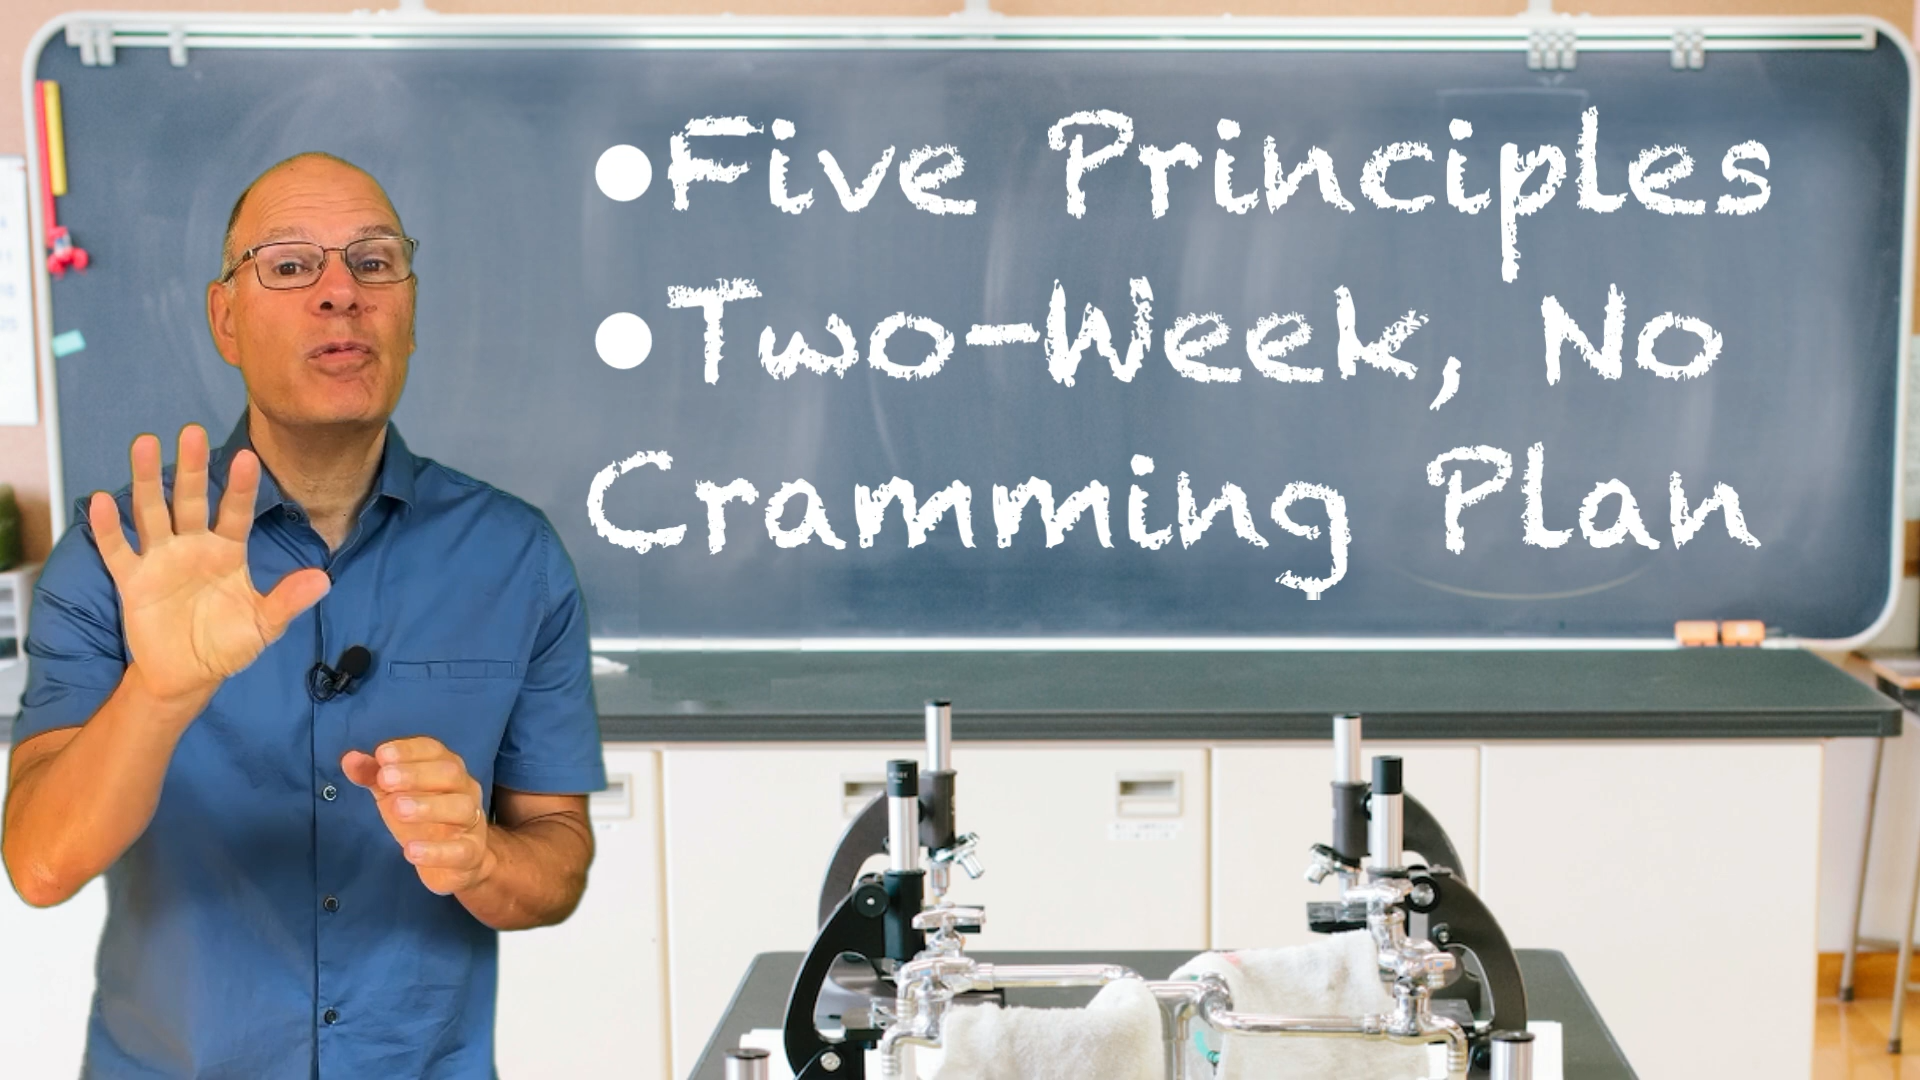 •Five Principles
•Two-Week, No
Cramming Plan